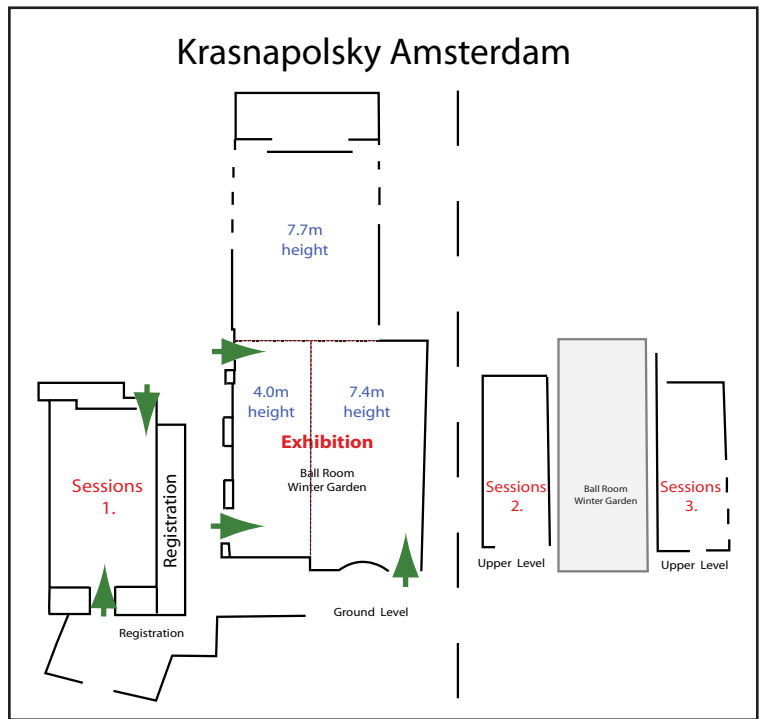 Krasnapolsky Amsterdam
7.7m
height
4.0m
height
7.4m
height
Exhibition
Ball Room
Winter Garden
Sessions
1.
Registration
Registration
Ground Level
Sessions
2.
Upper Level
Ball Room
Winter Garden
Sessions
3.
Upper Level